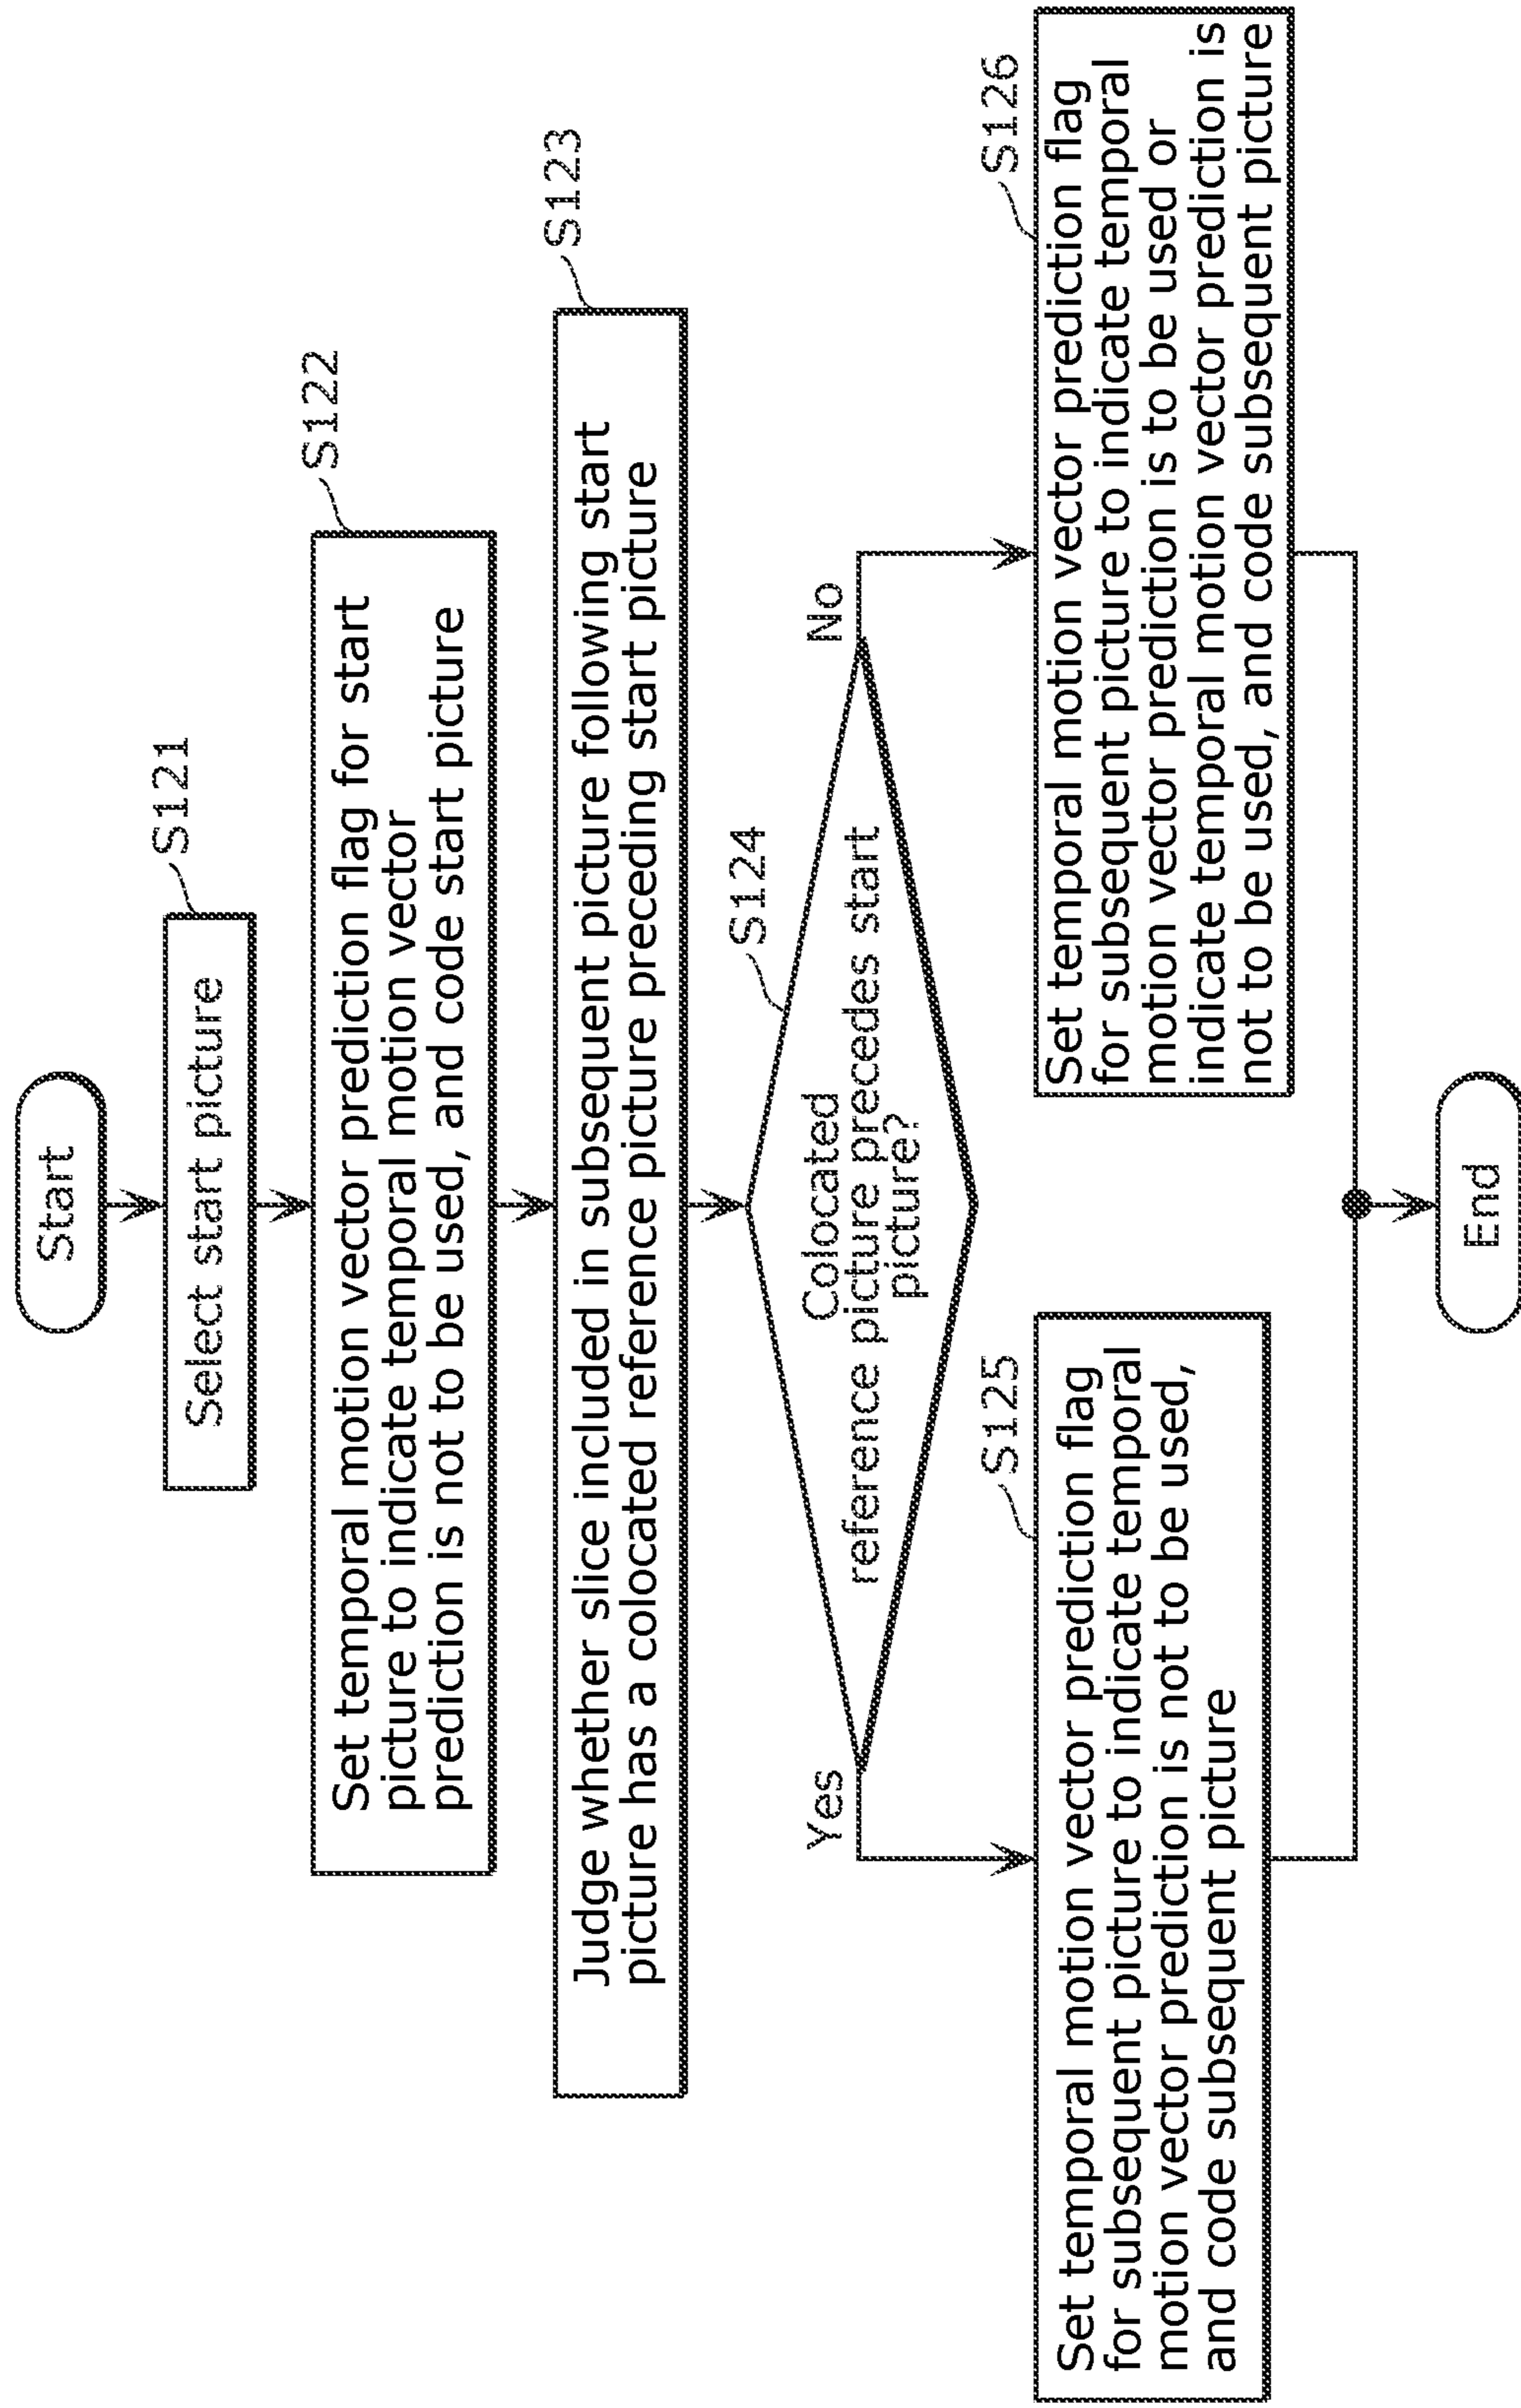 Start
Select start picture
S121
Set temporal motion vector prediction flag for start
picture to indicate temporal motion vector
prediction is not to be used, and code start picture
S122
Judge whether slice included in subsequent picture following start
picture has a colocated reference picture preceding start picture
S123
Colocated
reference picture precedes start
picture?
S124
Yes
No
Set temporal motion vector prediction flag
for subsequent picture to indicate temporal
motion vector prediction is not to be used,
and code subsequent picture
S125
Set temporal motion vector prediction flag
for subsequent picture to indicate temporal
motion vector prediction is to be used or
indicate temporal motion vector prediction is
not to be used, and code subsequent picture
S126
End